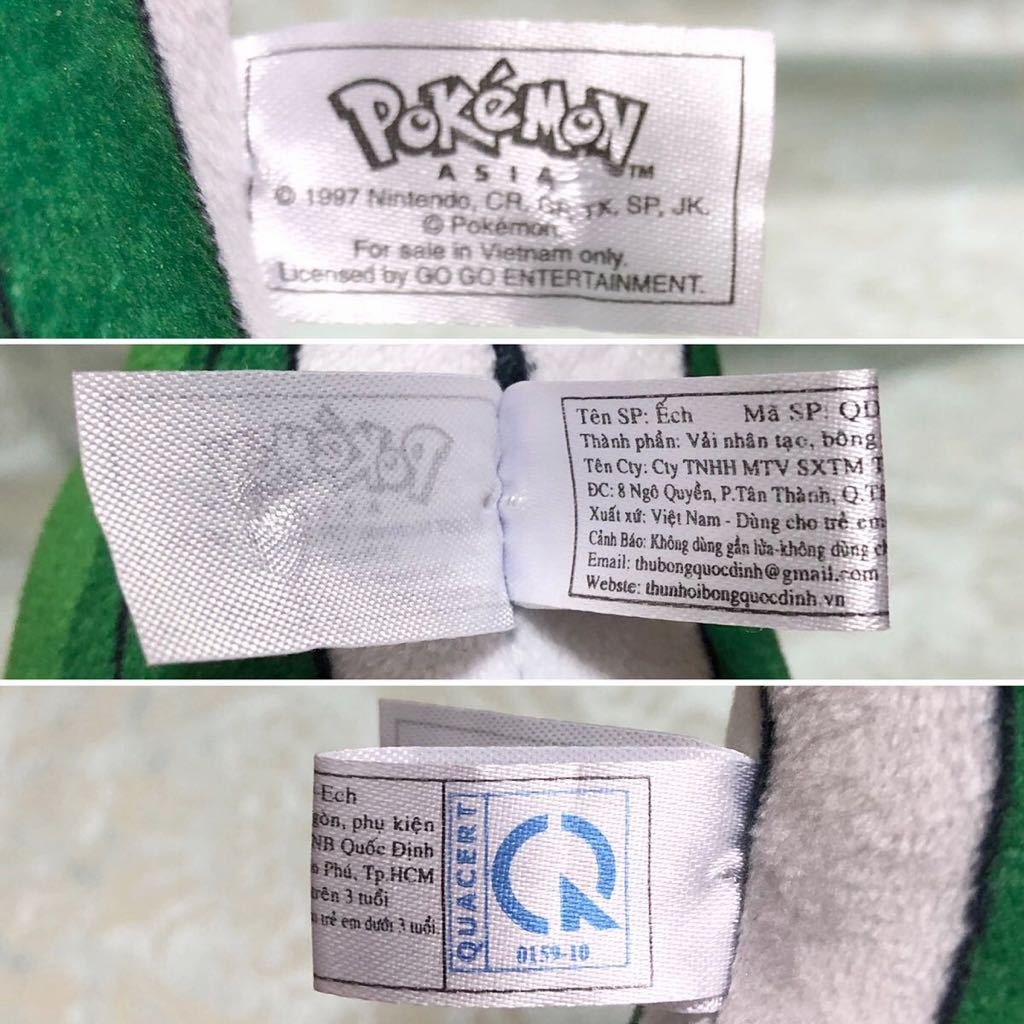 POKéMON
ASIA ™
© 1997 Nintendo, CR, GF, TX, SP, JK.
© Pokémon.
For sale in Vietnam only.
Licensed by GO GO ENTERTAINMENT.
POKéMON
Tên SP: Ếch Mã SP: QD
Thành phần: Vải nhân tạo, bông
Tên Cty: Cty TNHH MTV SXTM T
ĐC: 8 Ngô Quyền, P.Tân Thành, Q.T
Xuất xứ: Việt Nam - Dùng cho trẻ em
Cảnh Báo: Không dùng gần lửa-không dùng ch
Email: thubongquocdinh@gmail.com
Webste: thunhoibongquocdinh.vn
Ech
gòn, phụ kiện
NB Quốc Định
Phú, Tp.HCM
trên 3 tuổi
trẻ em dưới 3 tuổi
QUACERT
0159-10